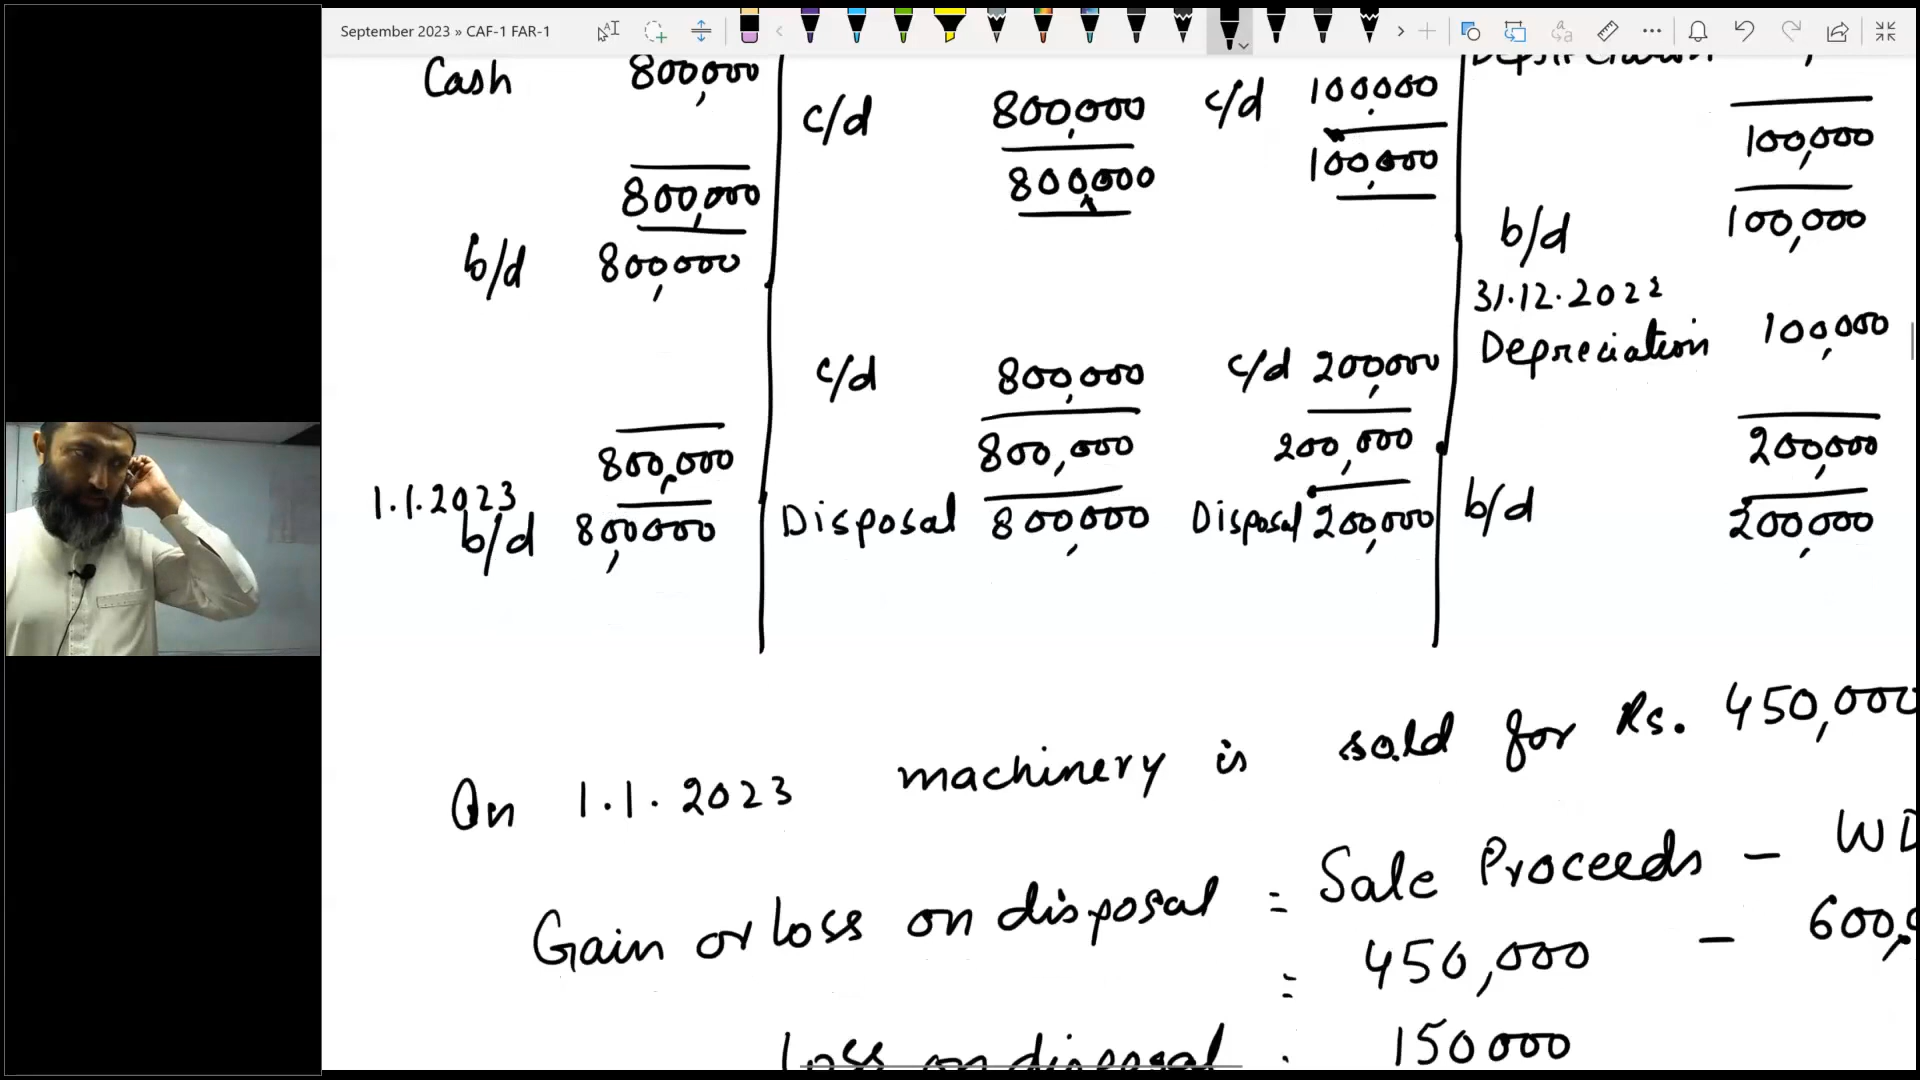 September 2023 » CAF-1 FAR-1
Cash 800,000
c/d 800,000 c/d 100,000
800,000 800,000 100,000 100,000
b/d 800,000 b/d 100,000
31.12.2022
Depreciation 100,000
c/d 800,000 c/d 200,000
800,000 800,000 200,000 200,000
1.1.2023
b/d 800,000 Disposal 800,000 Disposal 200,000 b/d 200,000
On 1.1.2023 machinery is sold for Rs. 450,000
Gain or loss on disposal = Sale Proceeds - WD
= 450,000 - 600,
Loss on disposal : 150000